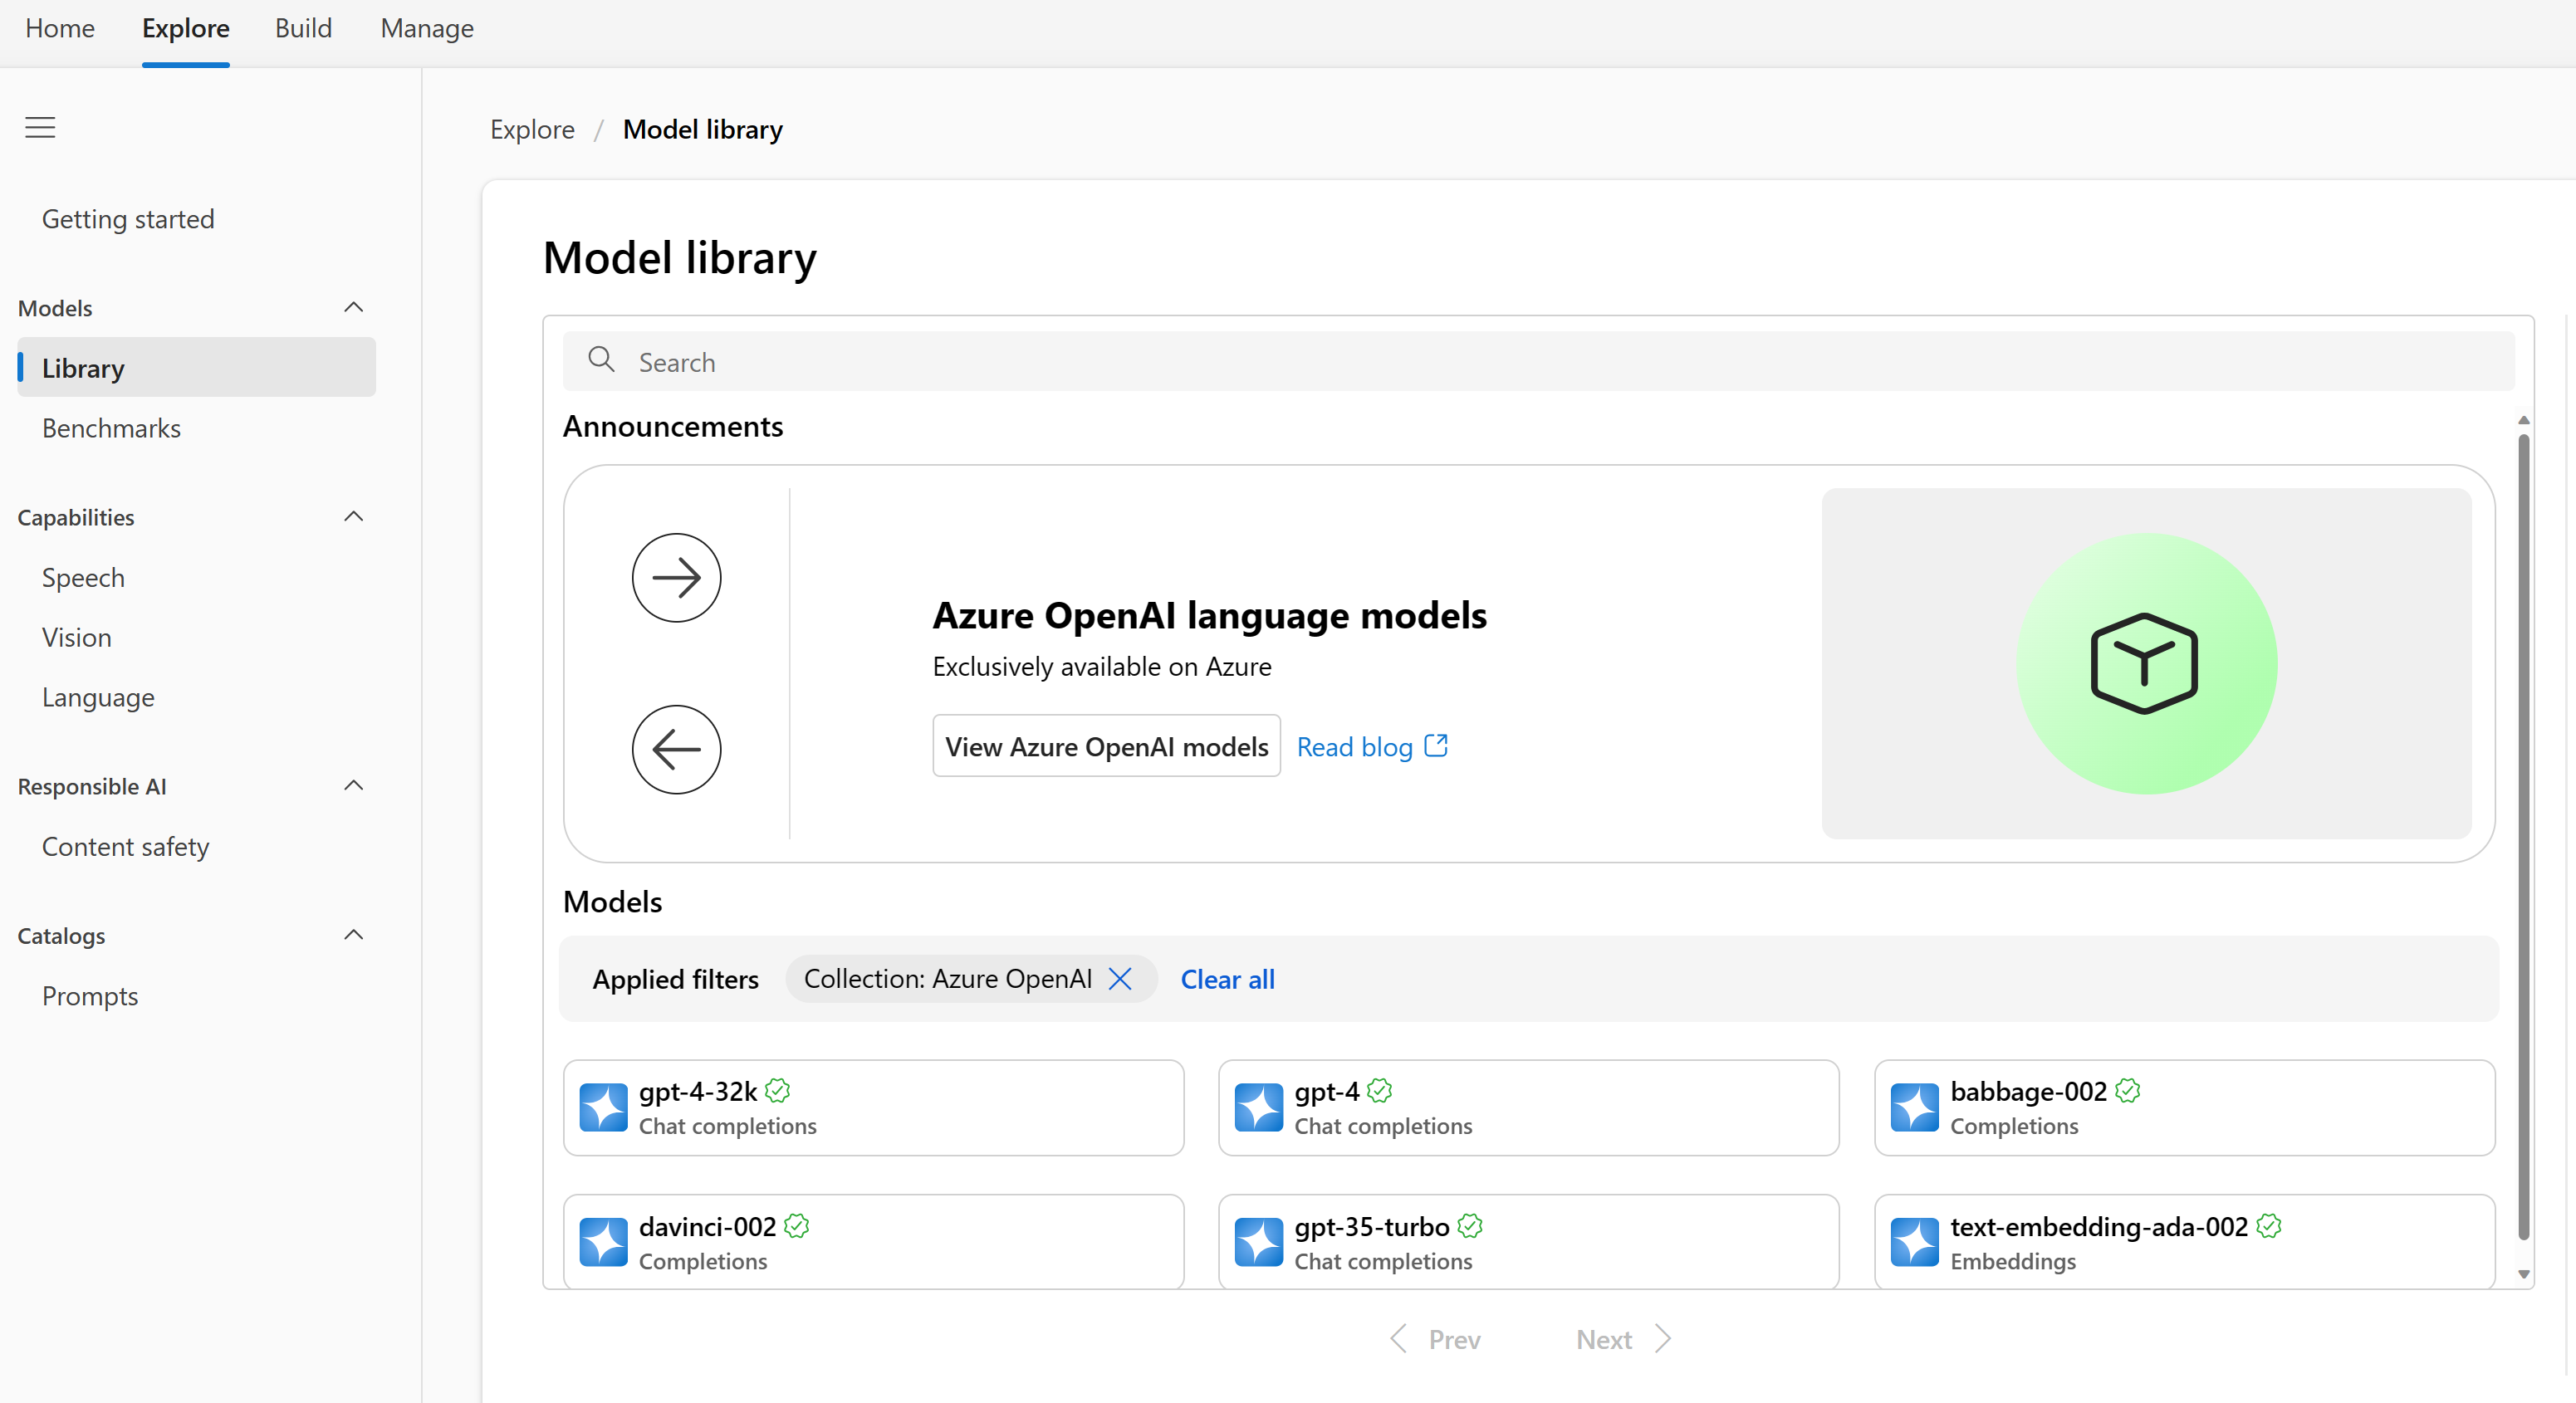 Home Explore Build Manage
Explore / Model library
Getting started
Models
Library
Benchmarks
Capabilities
Speech
Vision
Language
Responsible AI
Content safety
Catalogs
Prompts
Model library
Search
Announcements
Azure OpenAI language models
Exclusively available on Azure
View Azure OpenAI models Read blog
Models
Applied filters Collection: Azure OpenAI Clear all
gpt-4-32k
Chat completions
gpt-4
Chat completions
babbage-002
Completions
davinci-002
Completions
gpt-35-turbo
Chat completions
text-embedding-ada-002
Embeddings
Prev Next